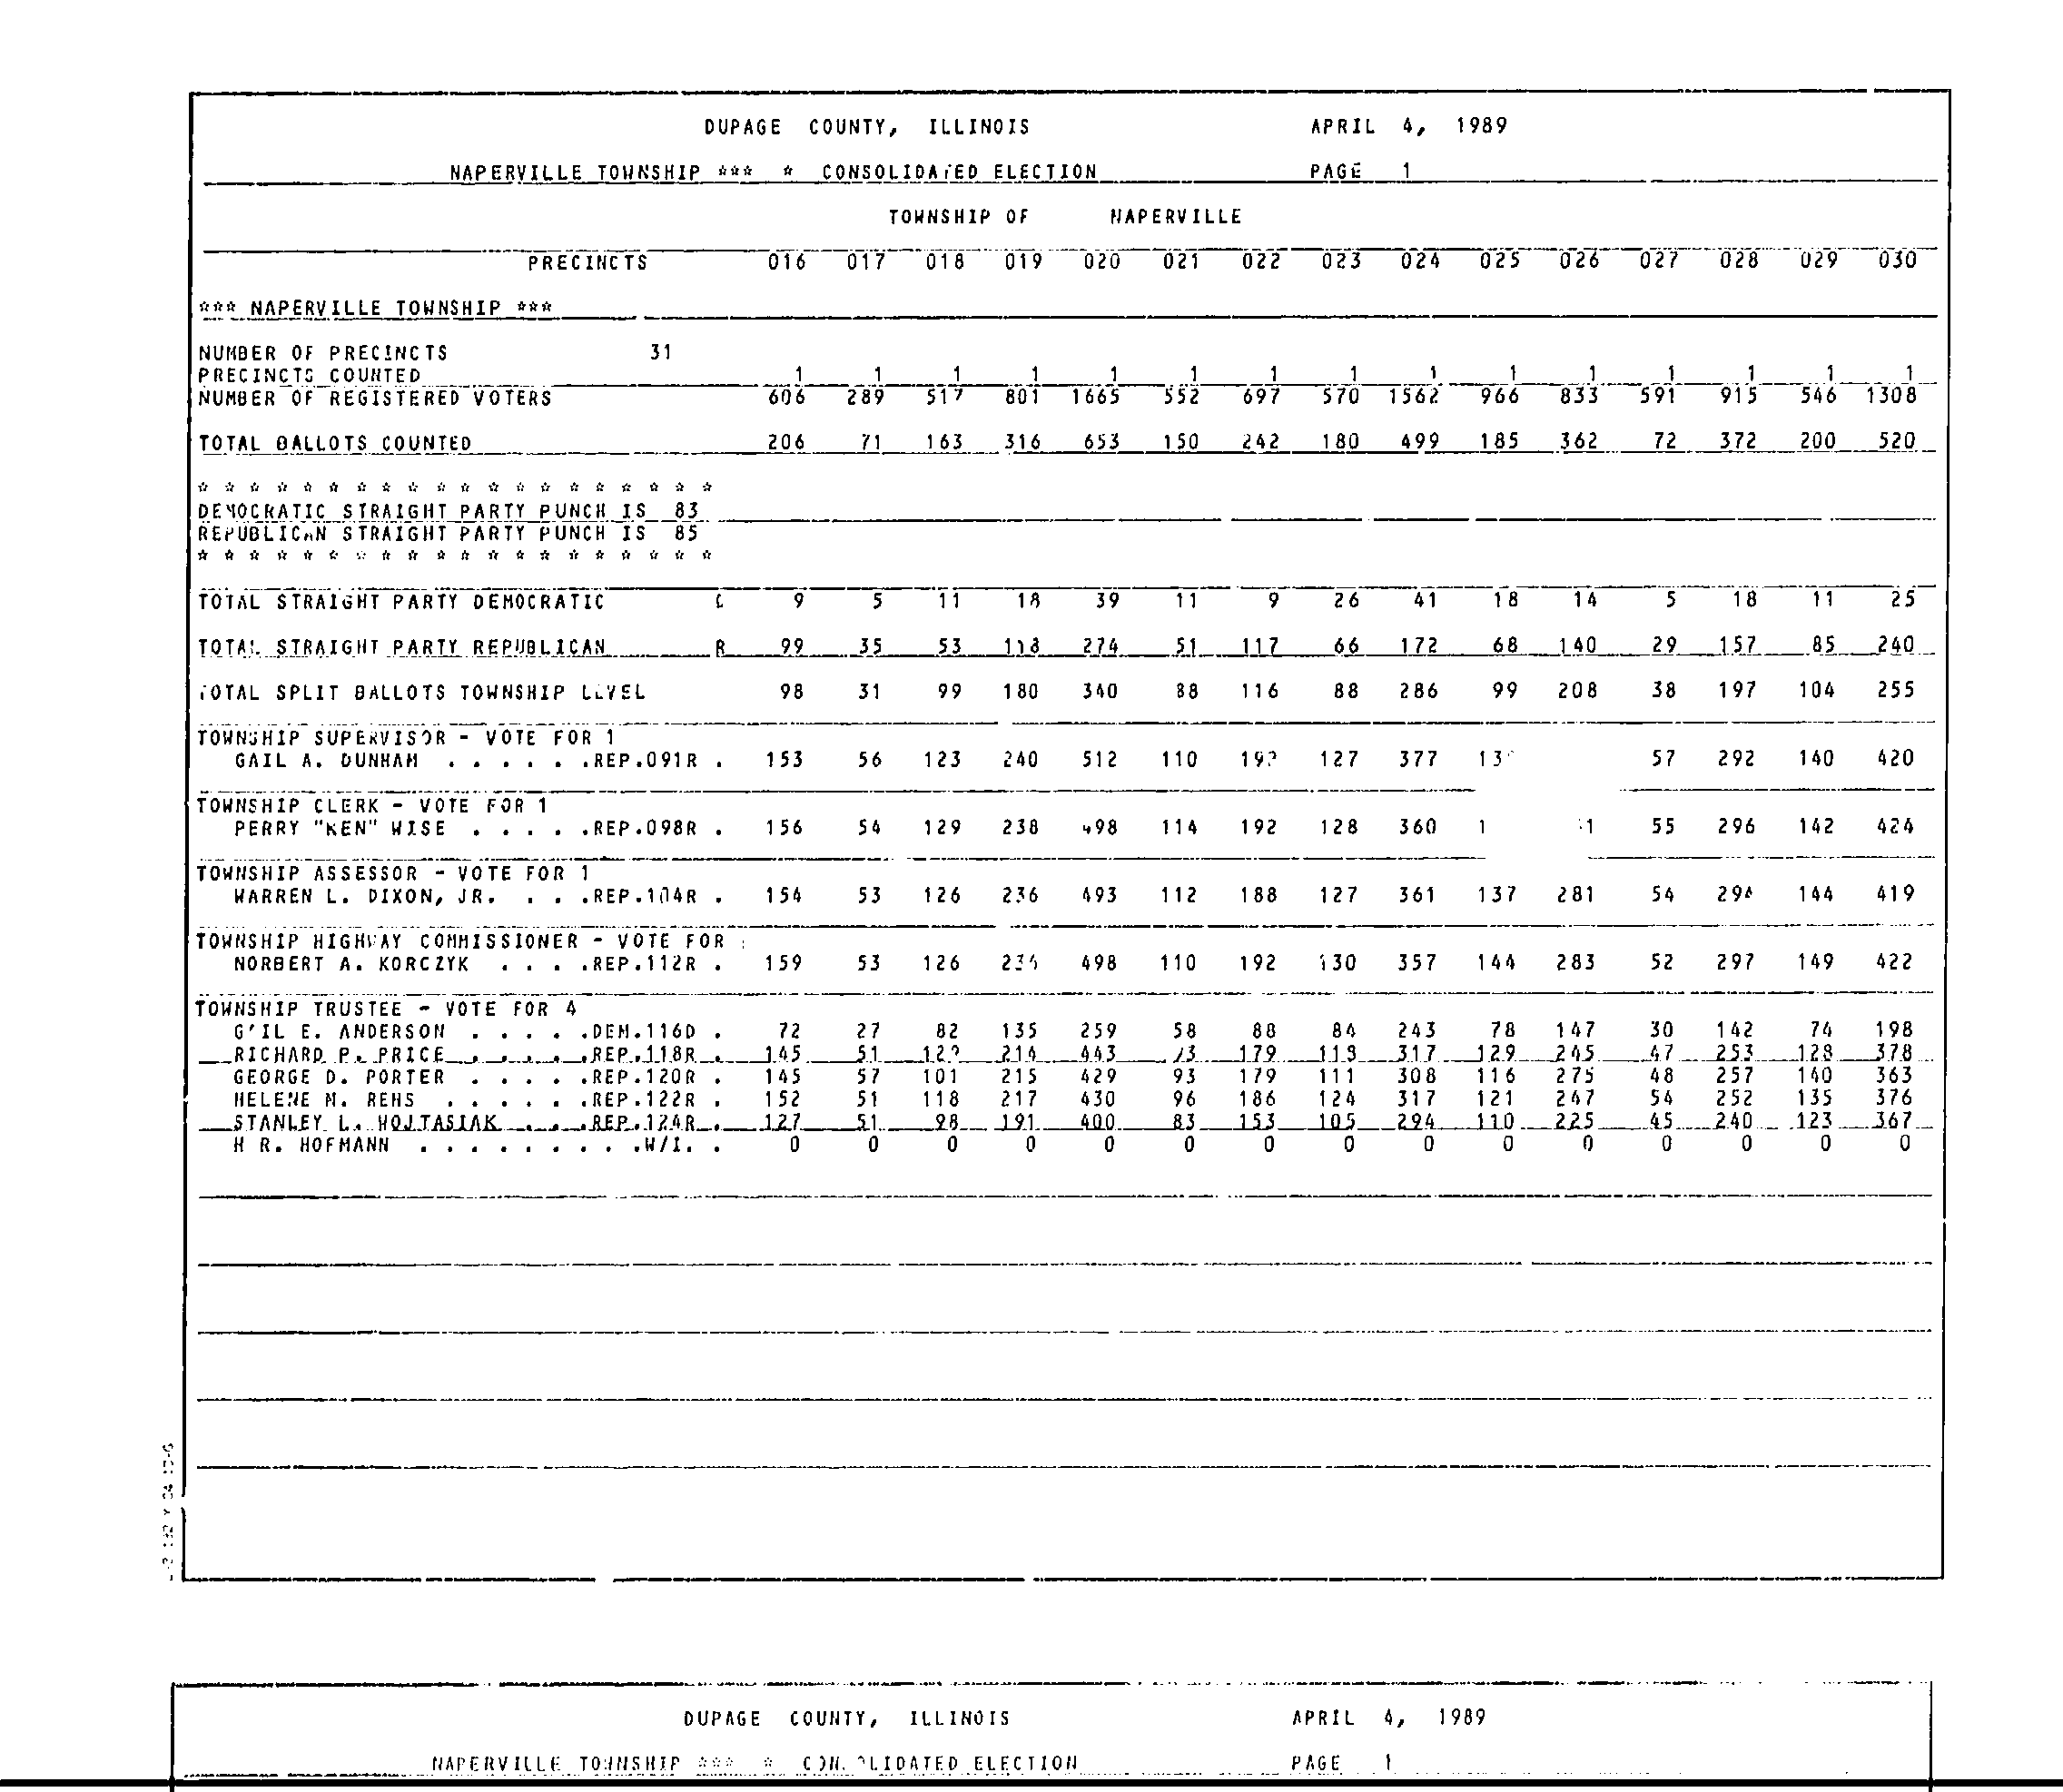 DUPAGE COUNTY, ILLINOIS APRIL 4, 1989
NAPERVILLE TOWNSHIP *** * CONSOLIDATED ELECTION PAGE 1
TOWNSHIP OF NAPERVILLE
PRECINCTS 016 017 018 019 020 021 022 023 024 025 026 027 028 029 030
*** NAPERVILLE TOWNSHIP ***
NUMBER OF PRECINCTS 31
PRECINCTS COUNTED 1 1 1 1 1 1 1 1 1 1 1 1 1 1 1
NUMBER OF REGISTERED VOTERS 606 289 517 801 1665 552 697 570 1562 966 833 591 915 546 1308
TOTAL BALLOTS COUNTED 206 71 163 316 653 150 242 180 499 185 362 72 372 200 520
* * * * * * * * * * * * * * * * * * * *
DEMOCRATIC STRAIGHT PARTY PUNCH IS 83
REPUBLICAN STRAIGHT PARTY PUNCH IS 85
* * * * * * * * * * * * * * * * * * * *
TOTAL STRAIGHT PARTY DEMOCRATIC 9 5 11 18 39 11 9 26 41 18 14 5 18 11 25
TOTAL STRAIGHT PARTY REPUBLICAN R 99 35 53 118 274 51 117 66 172 68 140 29 157 85 240
TOTAL SPLIT BALLOTS TOWNSHIP LEVEL 98 31 99 180 340 88 116 88 286 99 208 38 197 104 255
TOWNSHIP SUPERVISOR - VOTE FOR 1
GAIL A. DUNHAM . . . . . .REP.091R . 153 56 123 240 512 110 127 377 57 292 140 420
TOWNSHIP CLERK - VOTE FOR 1
PERRY "KEN" WISE . . . . .REP.098R . 156 54 129 238 498 114 192 128 360 55 296 142 424
TOWNSHIP ASSESSOR - VOTE FOR 1
WARREN L. DIXON, JR. . . .REP.104R . 154 53 126 236 493 112 188 127 361 137 281 54 294 144 419
TOWNSHIP HIGHWAY COMMISSIONER - VOTE FOR
NORBERT A. KORCZYK . . . .REP.112R . 159 53 126 498 110 192 130 357 144 283 52 297 149 422
TOWNSHIP TRUSTEE - VOTE FOR 4
G'IL E. ANDERSON . . . . .DEM.116D . 72 27 82 135 259 58 88 84 243 78 147 30 142 74 198
RICHARD P. PRICE . . . . .REP.118R . 145 51 214 443 179 113 317 129 245 47 253 128 378
GEORGE D. PORTER . . . . .REP.120R . 145 57 101 215 429 93 179 111 308 116 275 48 257 140 363
HELENE M. REHS . . . . . .REP.122R . 152 51 118 217 430 96 186 124 317 121 247 54 252 135 376
STANLEY L. WOJTASIAK . . .REP.124R . 127 51 98 191 400 83 153 105 294 110 225 45 240 123 367
H R. HOFMANN . . . . . . . . .W/I. . 0 0 0 0 0 0 0 0 0 0 0 0 0 0 0
DUPAGE COUNTY, ILLINOIS APRIL 4, 1989
NAPERVILLE TOWNSHIP *** * CONSOLIDATED ELECTION PAGE 1